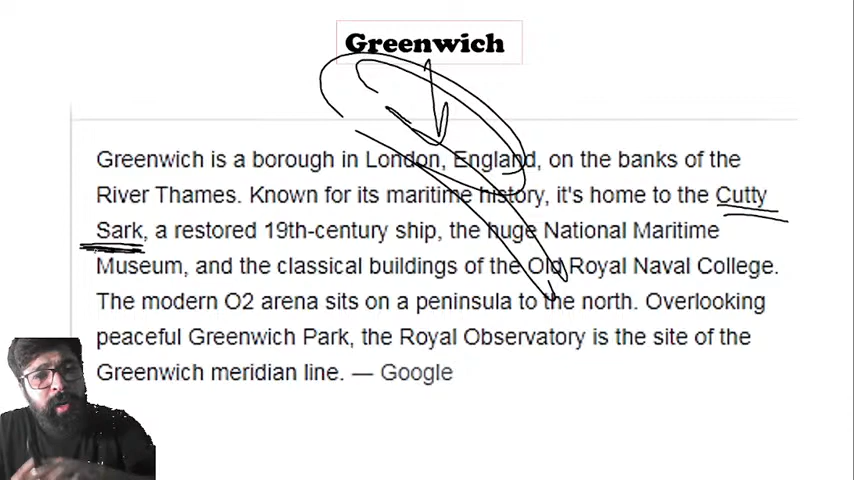 Greenwich
Greenwich is a borough in London, England, on the banks of the
River Thames. Known for its maritime history, it's home to the Cutty
Sark, a restored 19th-century ship, the huge National Maritime
Museum, and the classical buildings of the Old Royal Naval College.
The modern O2 arena sits on a peninsula to the north. Overlooking
peaceful Greenwich Park, the Royal Observatory is the site of the
Greenwich meridian line. — Google